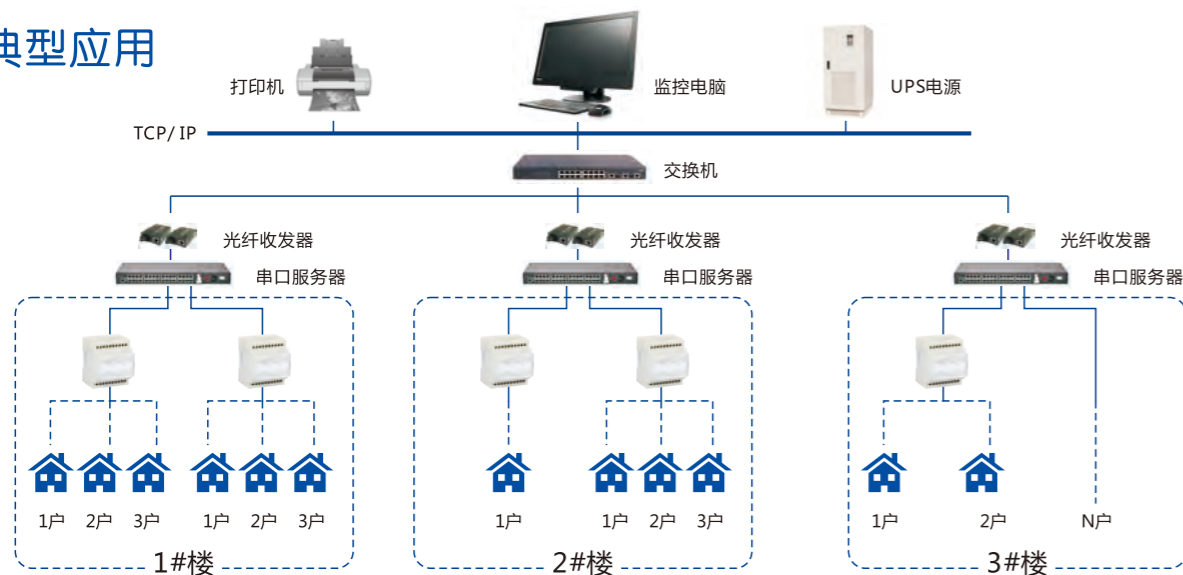 典型应用
打印机
监控电脑
UPS电源
TCP/ IP
交换机
光纤收发器
光纤收发器
光纤收发器
串口服务器
串口服务器
串口服务器
1户 2户 3户 1户 2户 3户
1户 1户 2户 3户
1户 2户 N户
1#楼
2#楼
3#楼